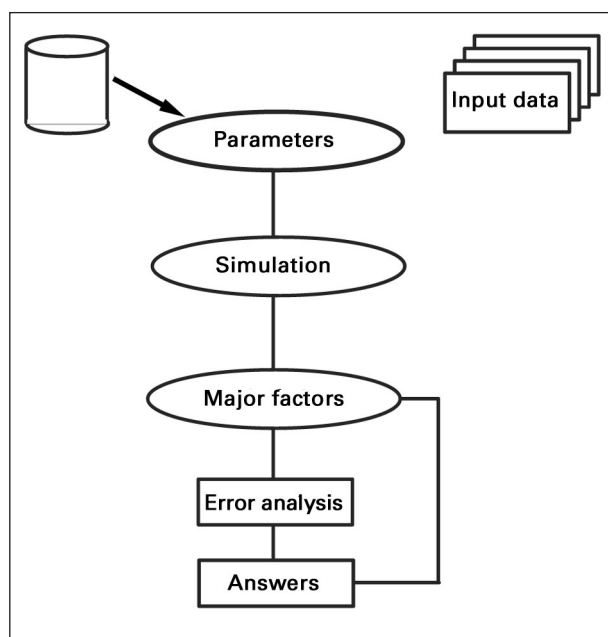 Input data
Parameters
Simulation
Major factors
Error analysis
Answers